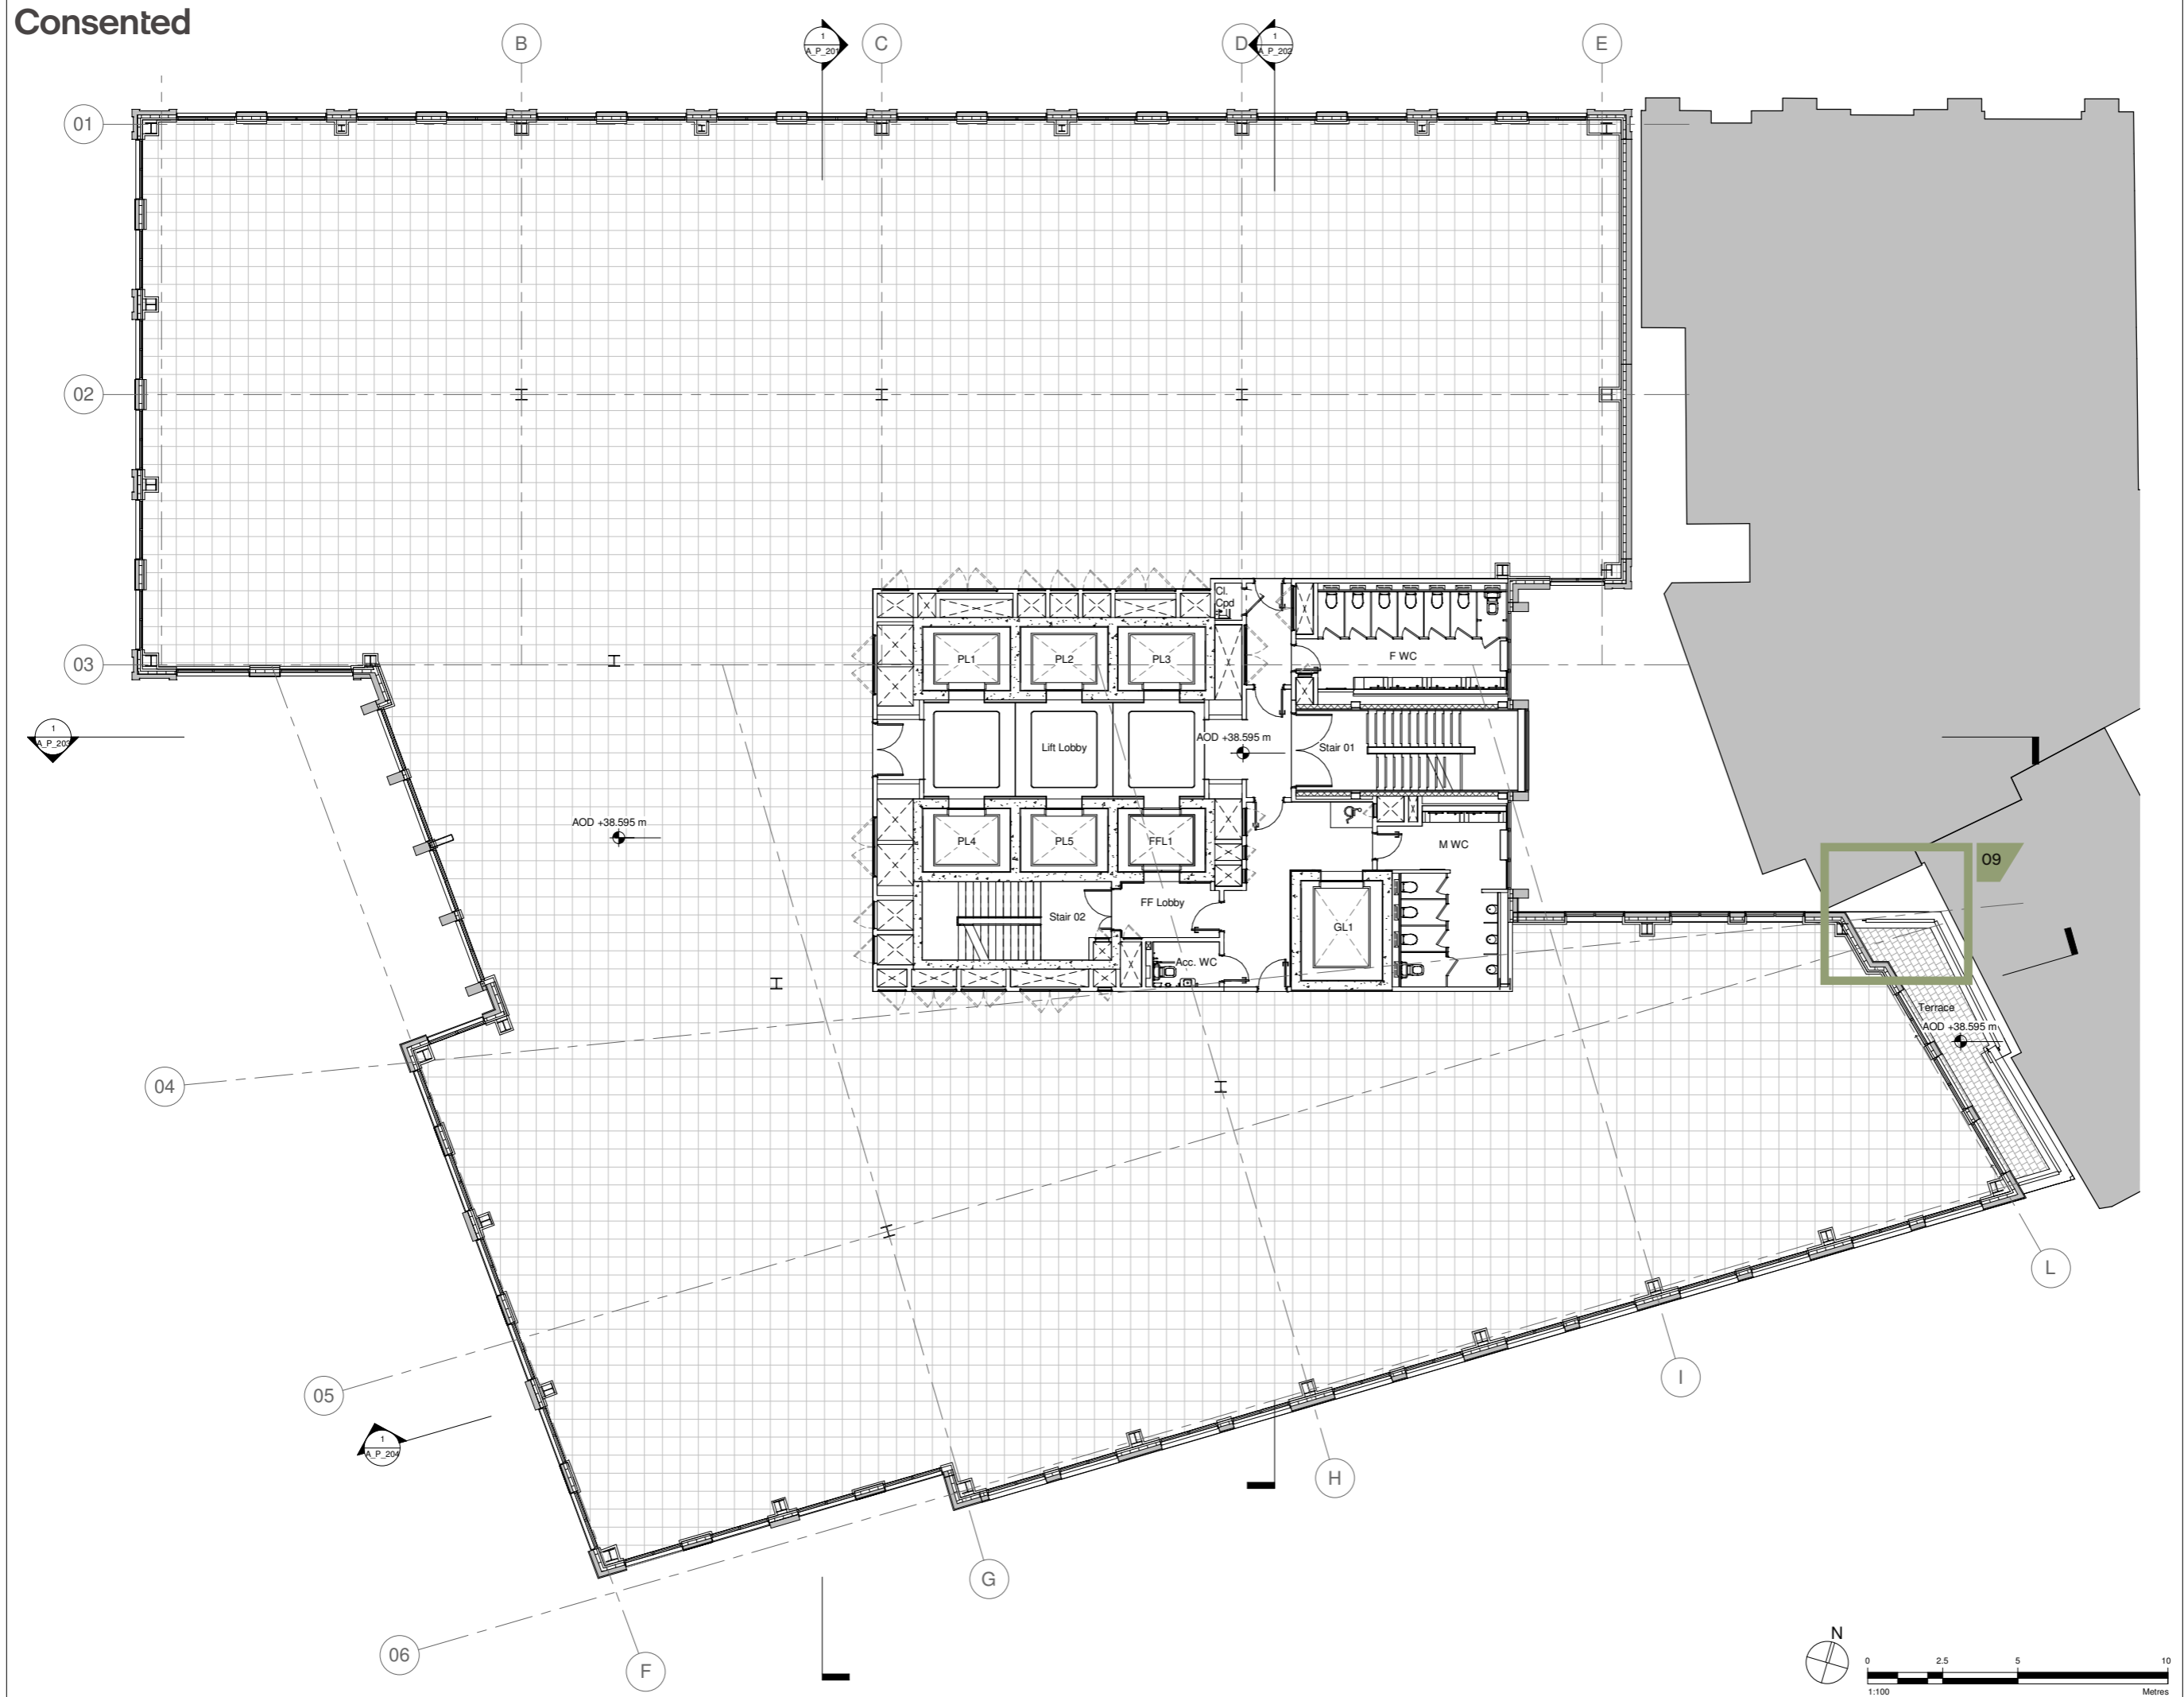 Consented
B
1
A_P_201
C
D
1
A_P_202
E
01
02
03
Cl.
Cpd
PL1
PL2
PL3
F WC
1
A_P_203
Lift Lobby
AOD +38.595 m
Stair 01
AOD +38.595 m
PL4
PL5
FFL1
M WC
09
Stair 02
FF Lobby
GL1
Acc. WC
Terrace
AOD +38.595 m
04
05
1
A_P_204
L
I
H
G
06
F
N
0
2.5
5
10
1:100
Metres